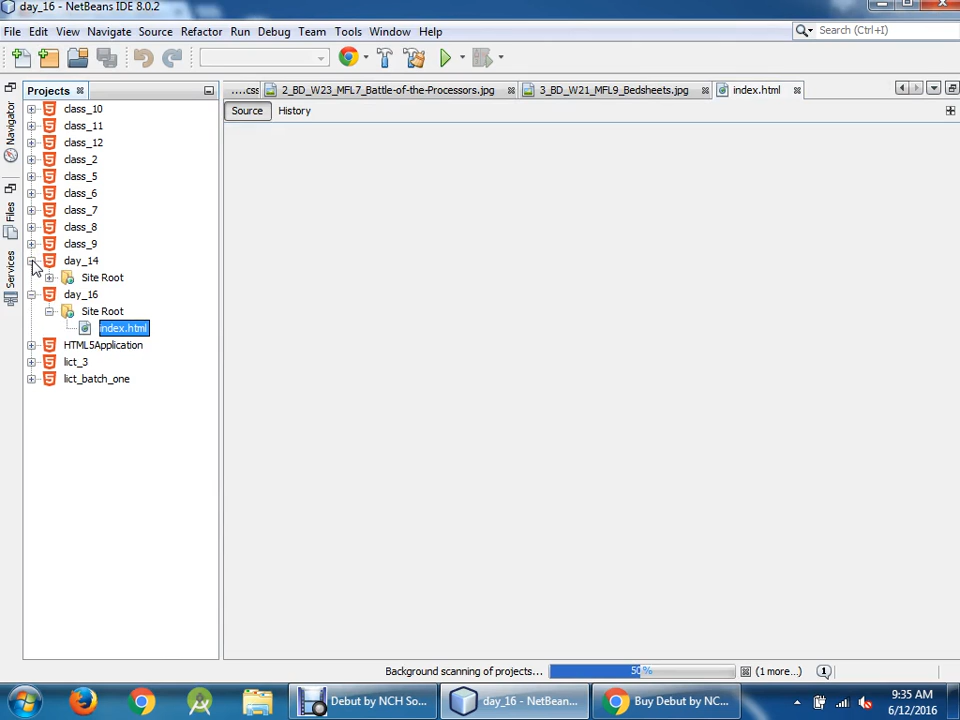 day_16 - NetBeans IDE 8.0.2
File Edit View Navigate Source Refactor Run Debug Team Tools Window Help
Search (Ctrl+I)
Projects
....css 2_BD_W23_MFL7_Battle-of-the-Processors.jpg 3_BD_W21_MFL9_Bedsheets.jpg index.html
Source History
Navigator
Files
Services
class_10
class_11
class_12
class_2
class_5
class_6
class_7
class_8
class_9
day_14
Site Root
day_16
Site Root
index.html
HTML5Application
lict_3
lict_batch_one
Background scanning of projects... 50% (1 more...) 1
Debut by NCH So... day_16 - NetBeans... Buy Debut by NC...
9:35 AM
6/12/2016